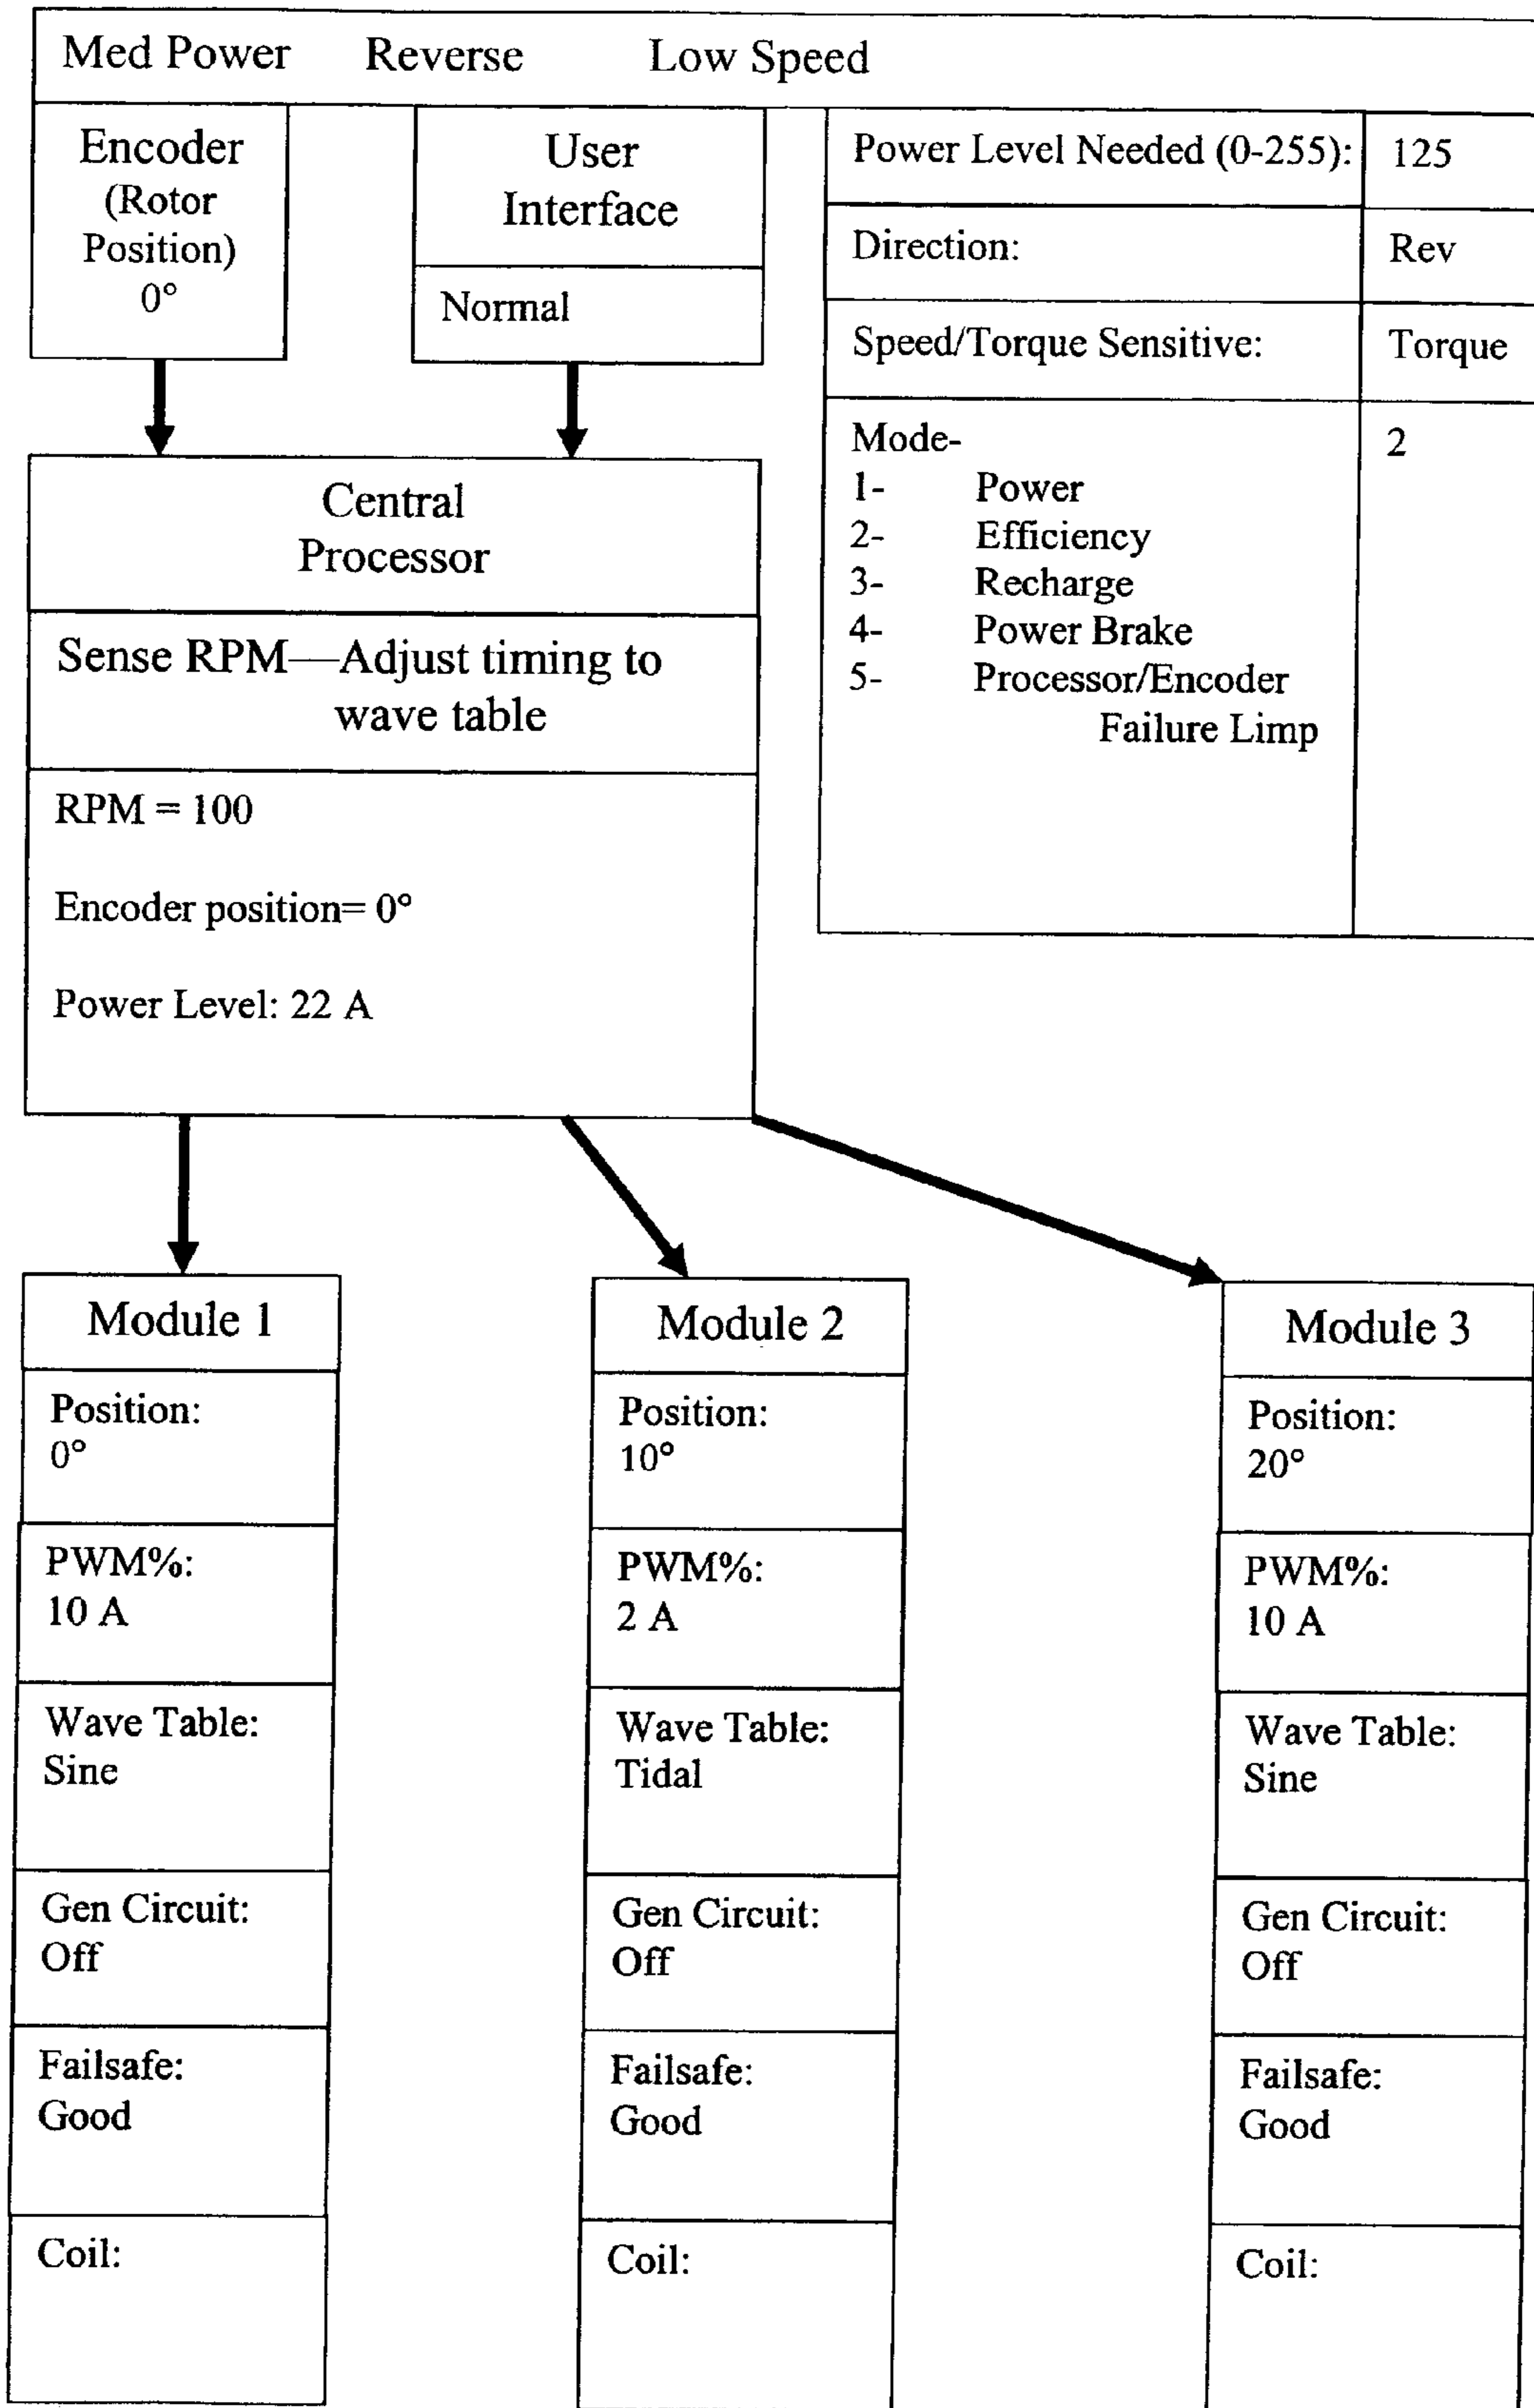 Med Power Reverse Low Speed
Encoder
(Rotor
Position)
0°
User
Interface
Normal
Power Level Needed (0-255): 125
Direction: Rev
Speed/Torque Sensitive: Torque
Mode- 2
1- Power
2- Efficiency
3- Recharge
4- Power Brake
5- Processor/Encoder
Failure Limp
Central
Processor
Sense RPM—Adjust timing to
wave table
RPM = 100
Encoder position= 0°
Power Level: 22 A
Module 1
Position:
0°
PWM%:
10 A
Wave Table:
Sine
Gen Circuit:
Off
Failsafe:
Good
Coil:
Module 2
Position:
10°
PWM%:
2 A
Wave Table:
Tidal
Gen Circuit:
Off
Failsafe:
Good
Coil:
Module 3
Position:
20°
PWM%:
10 A
Wave Table:
Sine
Gen Circuit:
Off
Failsafe:
Good
Coil: